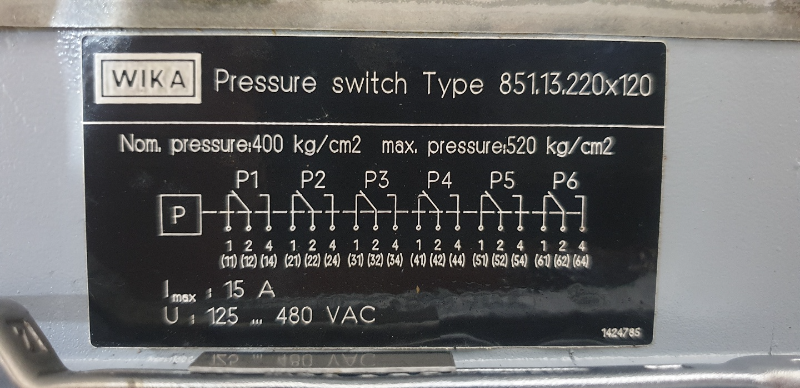 WIKA Pressure switch Type 851.13.220x120
Nom. pressure:400 kg/cm2 max. pressure:520 kg/cm2
P1 P2 P3 P4 P5 P6
P
1 2 4 1 2 4 1 2 4 1 2 4 1 2 4 1 2 4
(11) (12) (14) (21) (22) (24) (31) (32) (34) (41) (42) (44) (51) (52) (54) (61) (62) (64)
Imax : 15 A
U : 125 ... 480 VAC
1424785